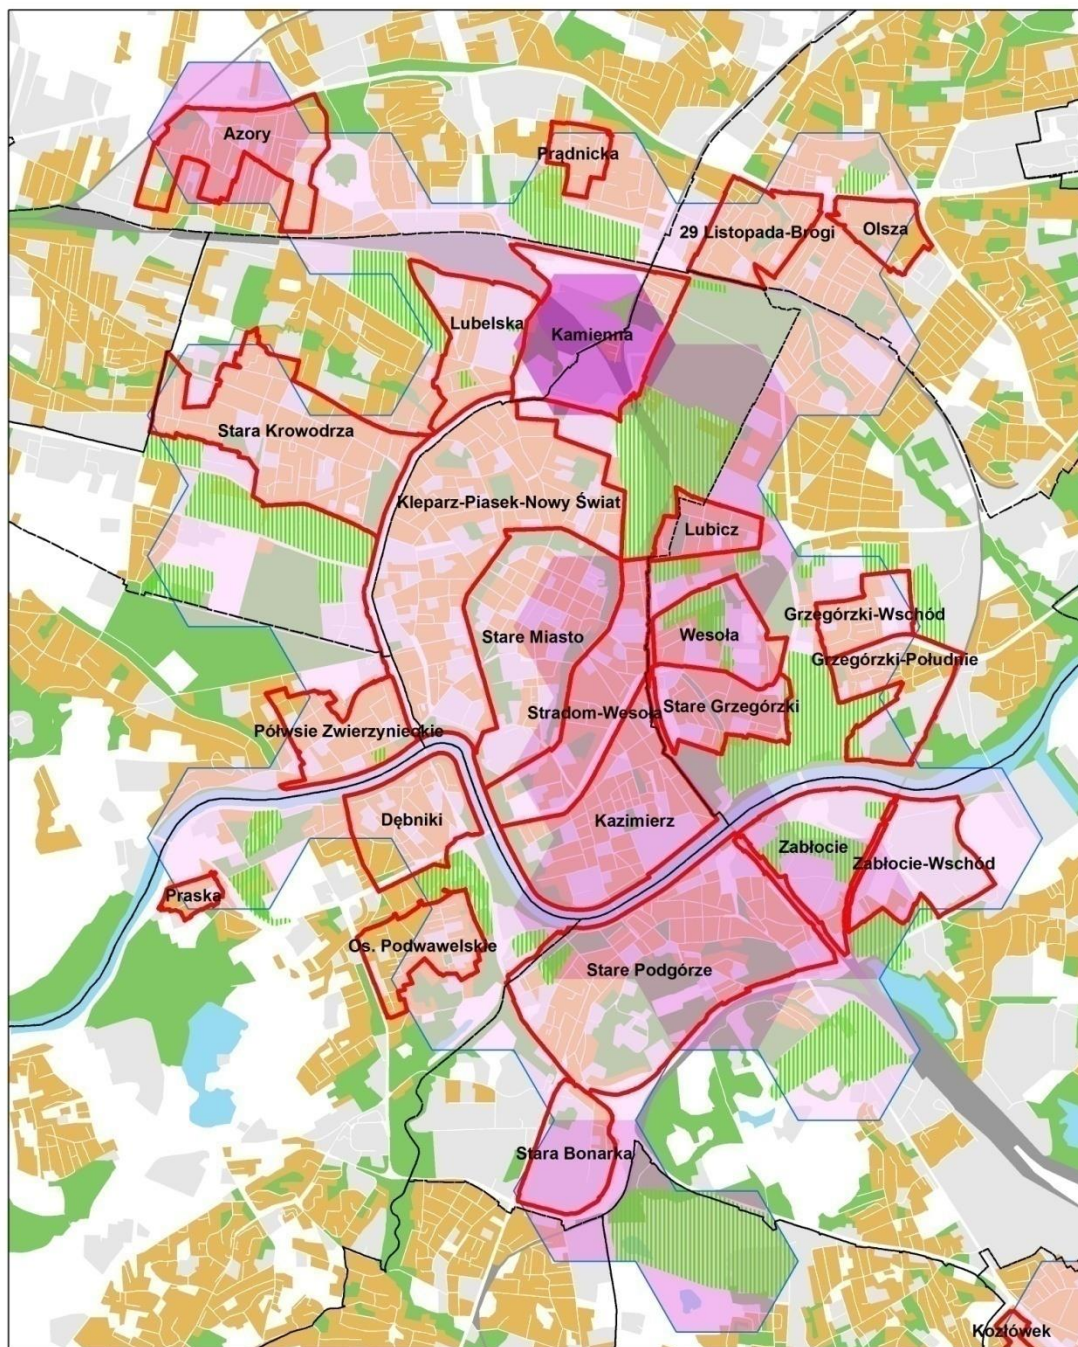 Azory
Prądnicka
29 Listopada-Brogi
Olsza
Lubelska
Kamienna
Stara Krowodrza
Kleparz-Piasek-Nowy Świat
Lubicz
Stare Miasto
Wesoła
Grzegórzki-Wschód
Grzegórzki-Południe
Stradom-Wesoła
Stare Grzegórzki
Półwsie Zwierzynieckie
Dębniki
Kazimierz
Zabłocie
Zabłocie-Wschód
Praska
Os. Podwawelskie
Stare Podgórze
Stara Bonarka
Kozłówek